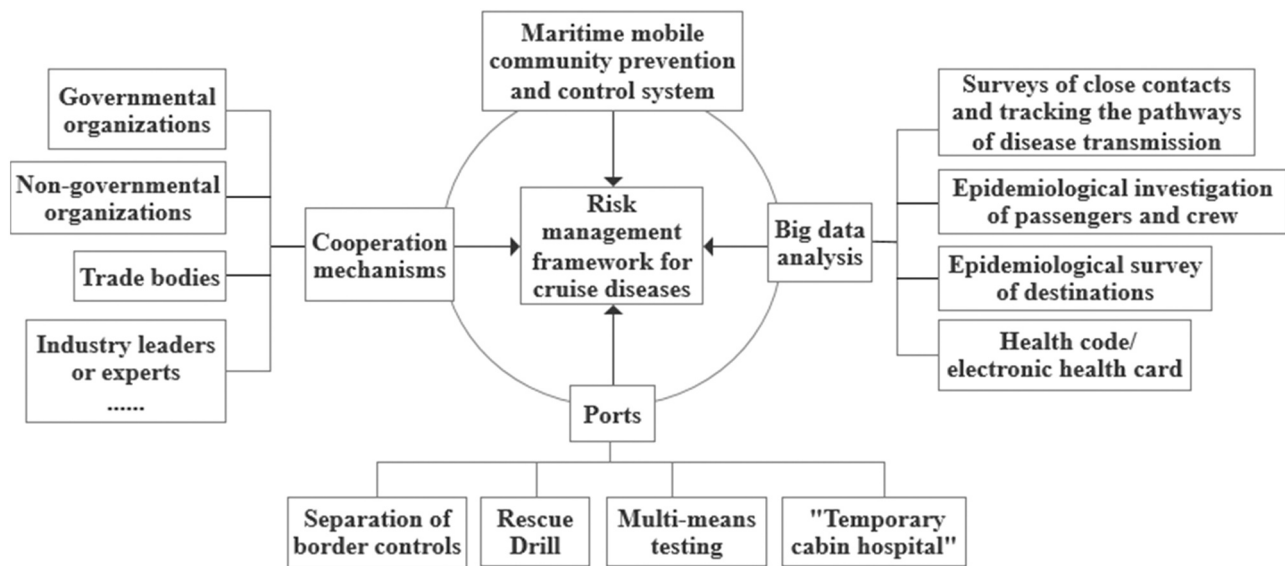 Maritime mobile
community prevention
and control system
Governmental
organizations
Non-governmental
organizations
Trade bodies
Industry leaders
or experts
......
Cooperation
mechanisms
Risk
management
framework for
cruise diseases
Big data
analysis
Surveys of close contacts
and tracking the pathways
of disease transmission
Epidemiological investigation
of passengers and crew
Epidemiological survey
of destinations
Health code/
electronic health card
Ports
Separation of
border controls
Rescue
Drill
Multi-means
testing
"Temporary
cabin hospital"